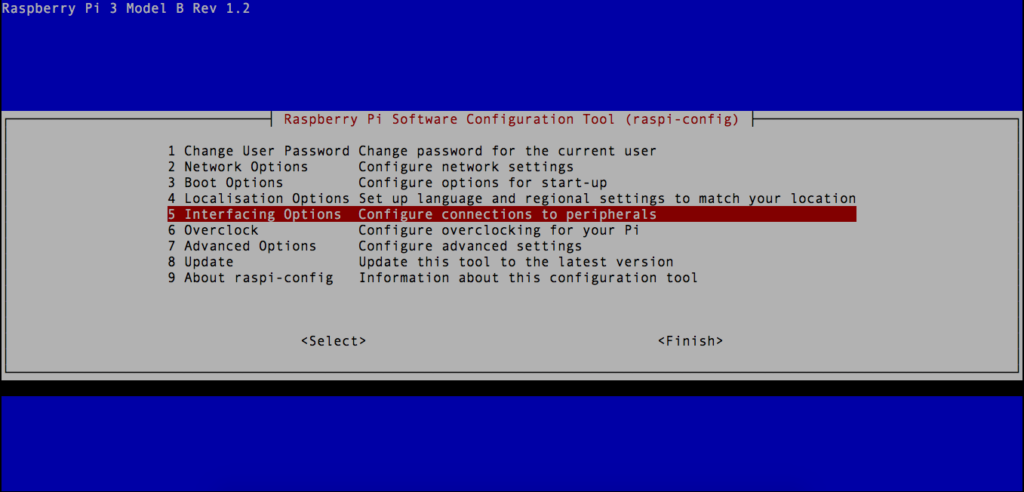 Raspberry Pi 3 Model B Rev 1.2
Raspberry Pi Software Configuration Tool (raspi-config)
1 Change User Password Change password for the current user
2 Network Options Configure network settings
3 Boot Options Configure options for start-up
4 Localisation Options Set up language and regional settings to match your location
5 Interfacing Options Configure connections to peripherals
6 Overclock Configure overclocking for your Pi
7 Advanced Options Configure advanced settings
8 Update Update this tool to the latest version
9 About raspi-config Information about this configuration tool
<Select> <Finish>